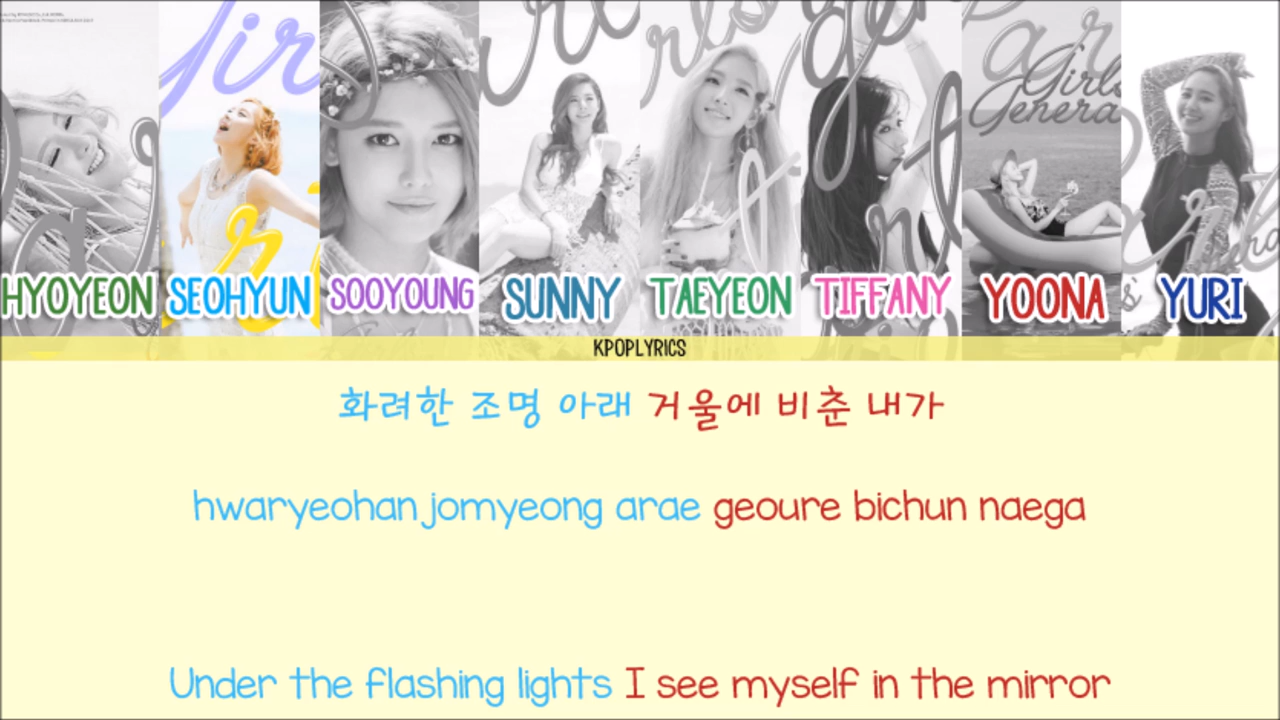 HYOYEON SEOHYUN SOOYOUNG SUNNY TAEYEON TIFFANY YOONA YURI
KPOPLYRICS
화려한 조명 아래 거울에 비춘 내가
hwaryeohan jomyeong arae geoure bichun naega
Under the flashing lights I see myself in the mirror